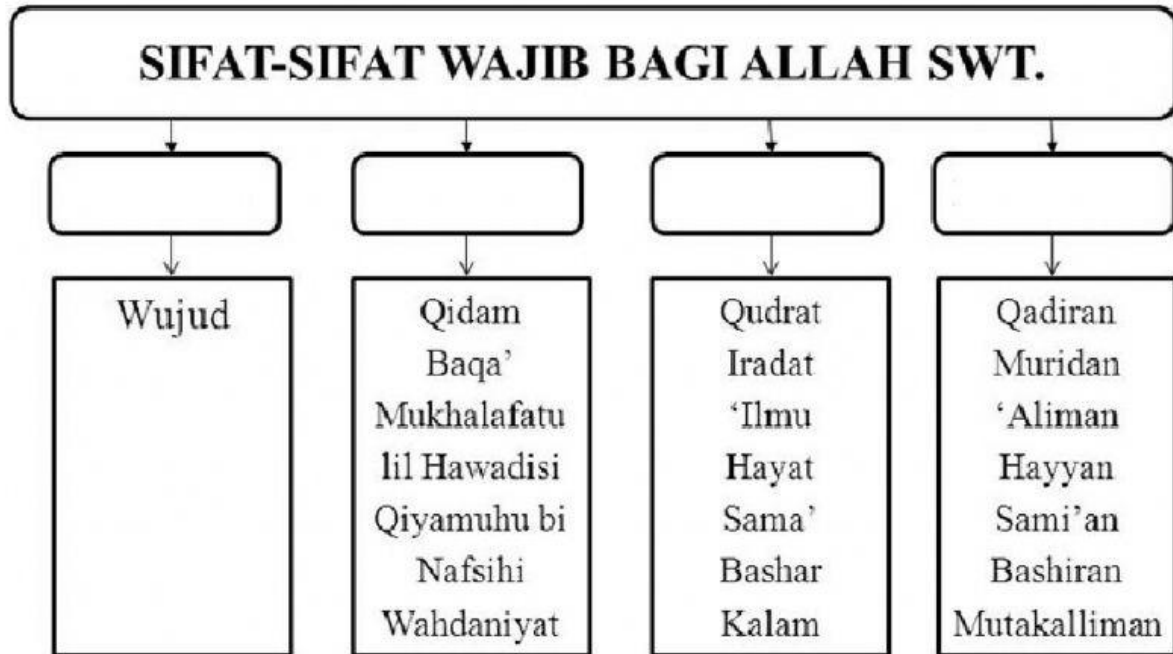 SIFAT-SIFAT WAJIB BAGI ALLAH SWT.
Wujud
Qidam
Baqa’
Mukhalafatu
lil Hawadisi
Qiyamuhu bi
Nafsihi
Wahdaniyat
Qudrat
Iradat
‘Ilmu
Hayat
Sama’
Bashar
Kalam
Qadiran
Muridan
‘Aliman
Hayyan
Sami’an
Bashiran
Mutakalliman